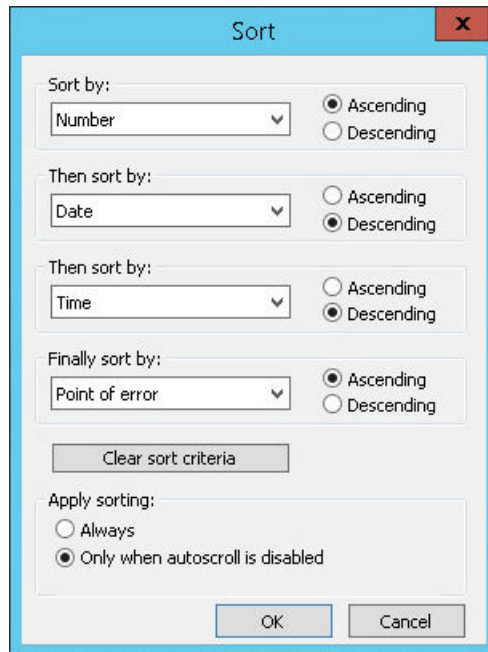 Sort
x
Sort by:
Number
Ascending
Descending
Then sort by:
Date
Ascending
Descending
Then sort by:
Time
Ascending
Descending
Finally sort by:
Point of error
Ascending
Descending
Clear sort criteria
Apply sorting:
Always
Only when autoscroll is disabled
OK
Cancel